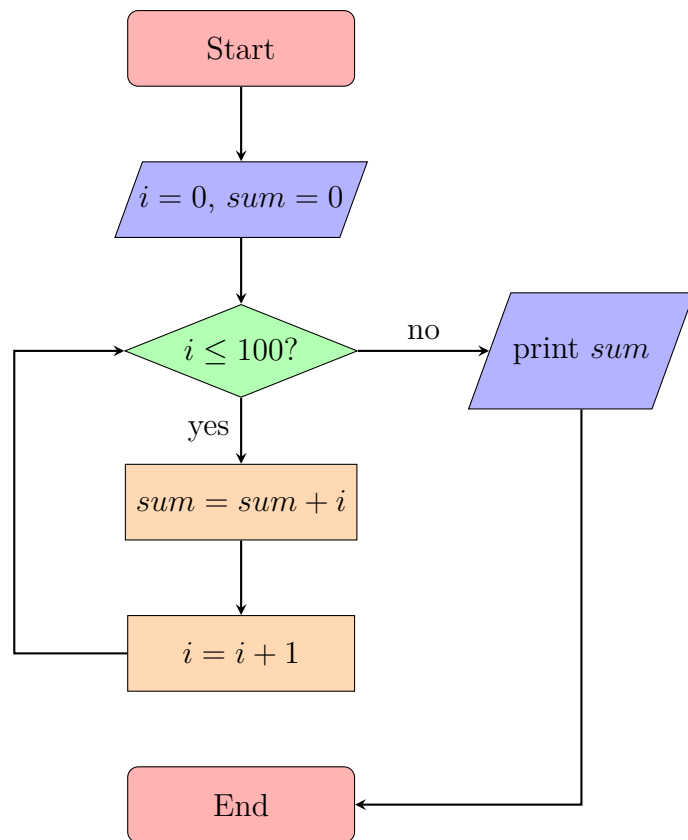 Start
i = 0, sum = 0
i ≤ 100?
no
print sum
yes
sum = sum + i
i = i + 1
End